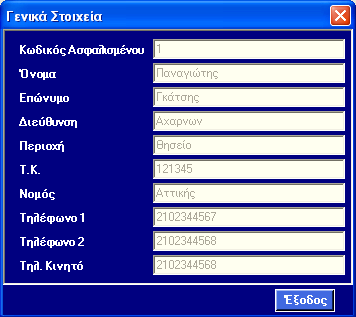 Γενικά Στοιχεία
Κωδικός Ασφαλισμένου 1
Όνομα Παναγιώτης
Επώνυμο Γκάτσης
Διεύθυνση Αχαρνων
Περιοχή Θησείο
Τ.Κ. 121345
Νομός Αττικής
Τηλέφωνο 1 2102344567
Τηλέφωνο 2 2102344568
Τηλ. Κινητό 2102344568
Έξοδος